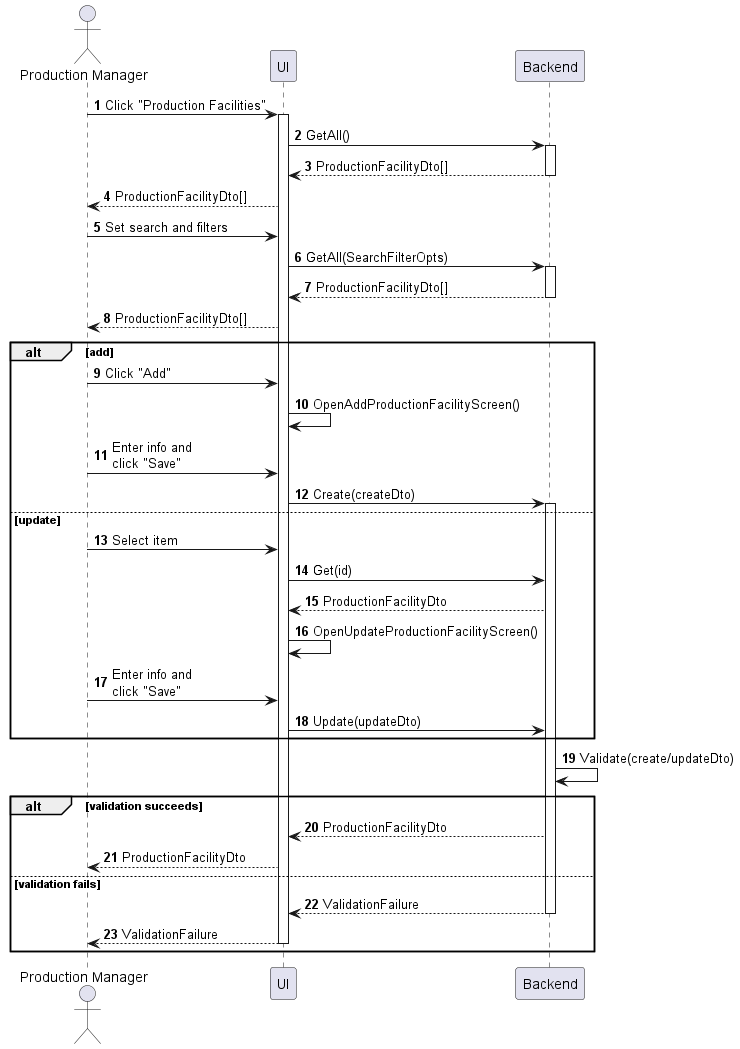 Production Manager
UI
Backend
1 Click "Production Facilities"
2 GetAll()
3 ProductionFacilityDto[]
4 ProductionFacilityDto[]
5 Set search and filters
6 GetAll(SearchFilterOpts)
7 ProductionFacilityDto[]
8 ProductionFacilityDto[]
alt [add]
9 Click "Add"
10 OpenAddProductionFacilityScreen()
11 Enter info and
click "Save"
12 Create(createDto)
[update]
13 Select item
14 Get(id)
15 ProductionFacilityDto
16 OpenUpdateProductionFacilityScreen()
17 Enter info and
click "Save"
18 Update(updateDto)
19 Validate(create/updateDto)
alt [validation succeeds]
20 ProductionFacilityDto
21 ProductionFacilityDto
[validation fails]
22 ValidationFailure
23 ValidationFailure
Production Manager
UI
Backend